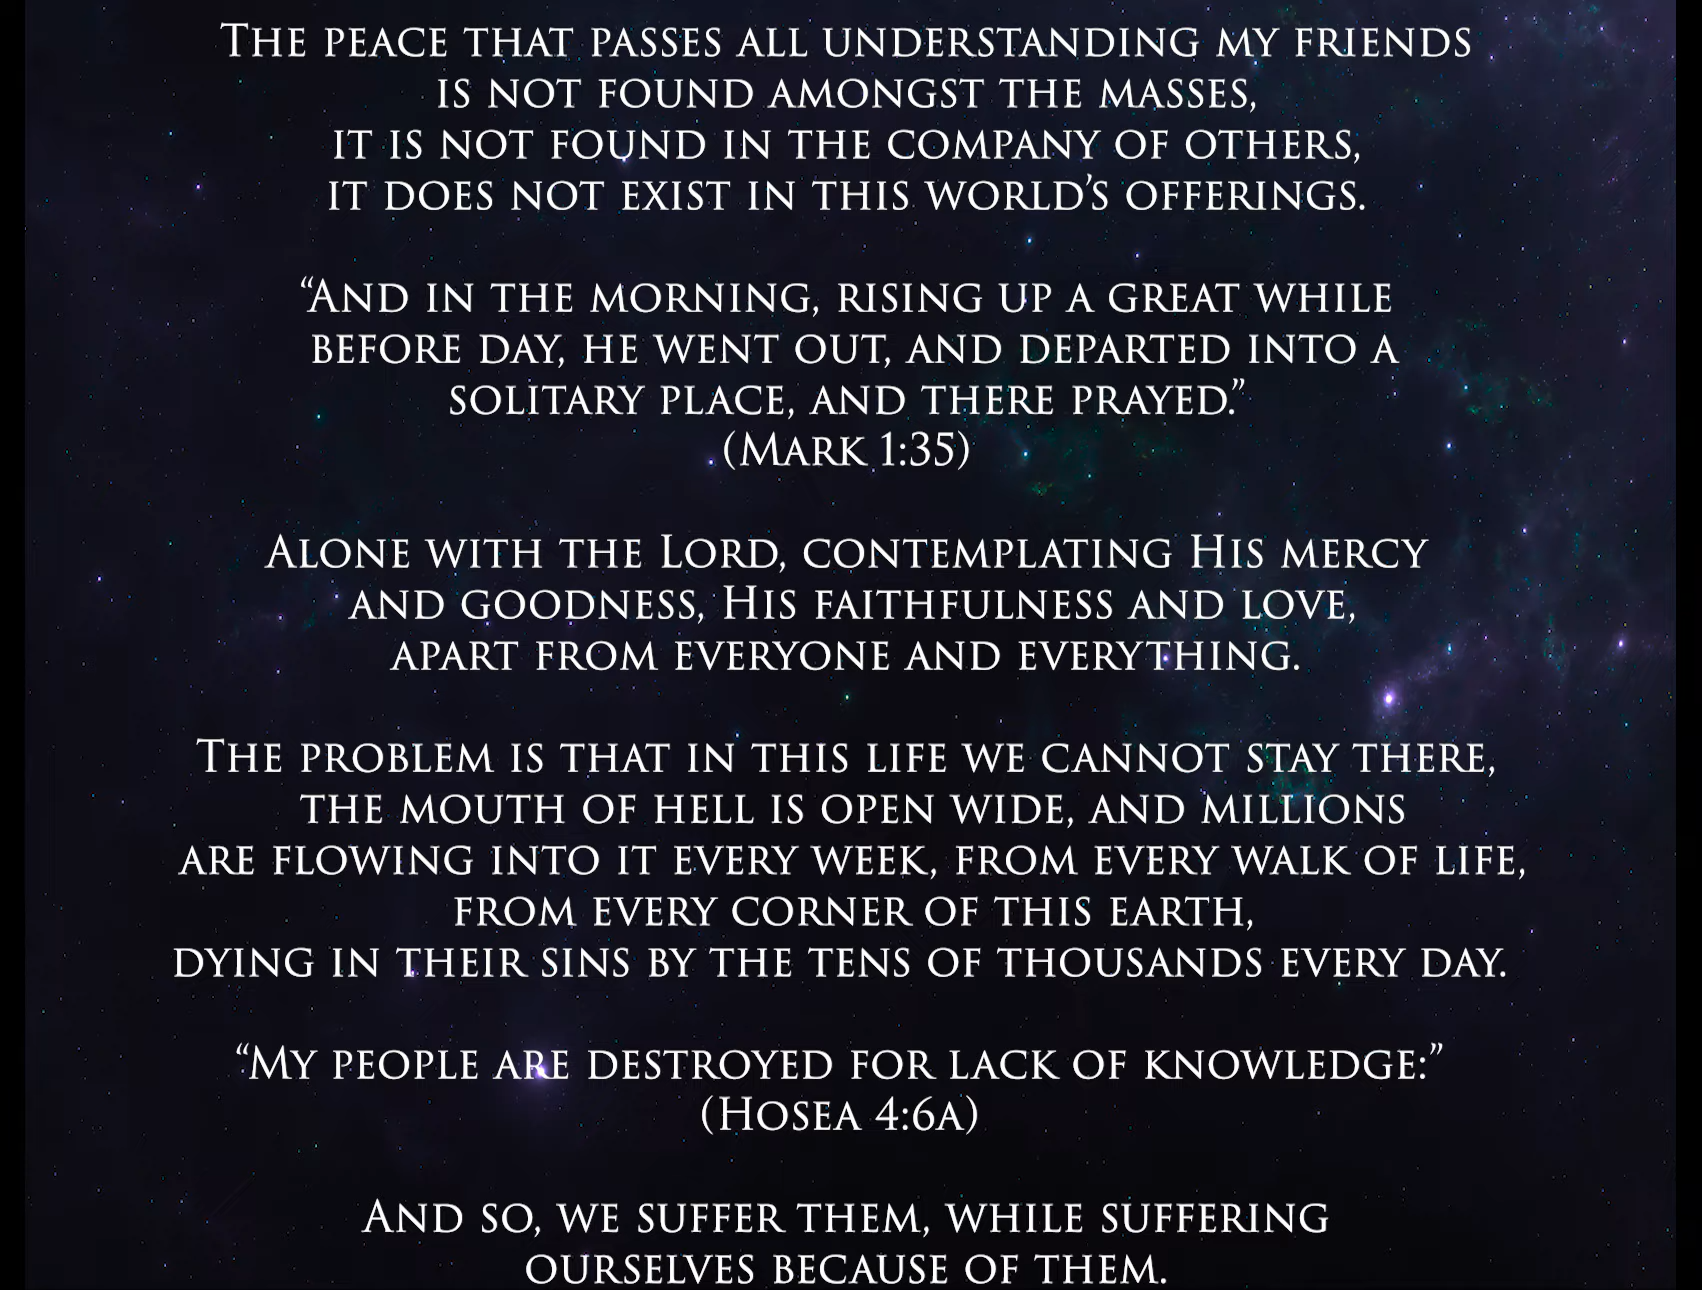 The peace that passes all understanding my friends
is not found amongst the masses,
it is not found in the company of others,
it does not exist in this world’s offerings.
“And in the morning, rising up a great while
before day, he went out, and departed into a
solitary place, and there prayed.”
(Mark 1:35)
Alone with the Lord, contemplating His mercy
and goodness, His faithfulness and love,
apart from everyone and everything.
The problem is that in this life we cannot stay there,
the mouth of hell is open wide, and millions
are flowing into it every week, from every walk of life,
from every corner of this earth,
dying in their sins by the tens of thousands every day.
“My people are destroyed for lack of knowledge:”
(Hosea 4:6a)
And so, we suffer them, while suffering
ourselves because of them.